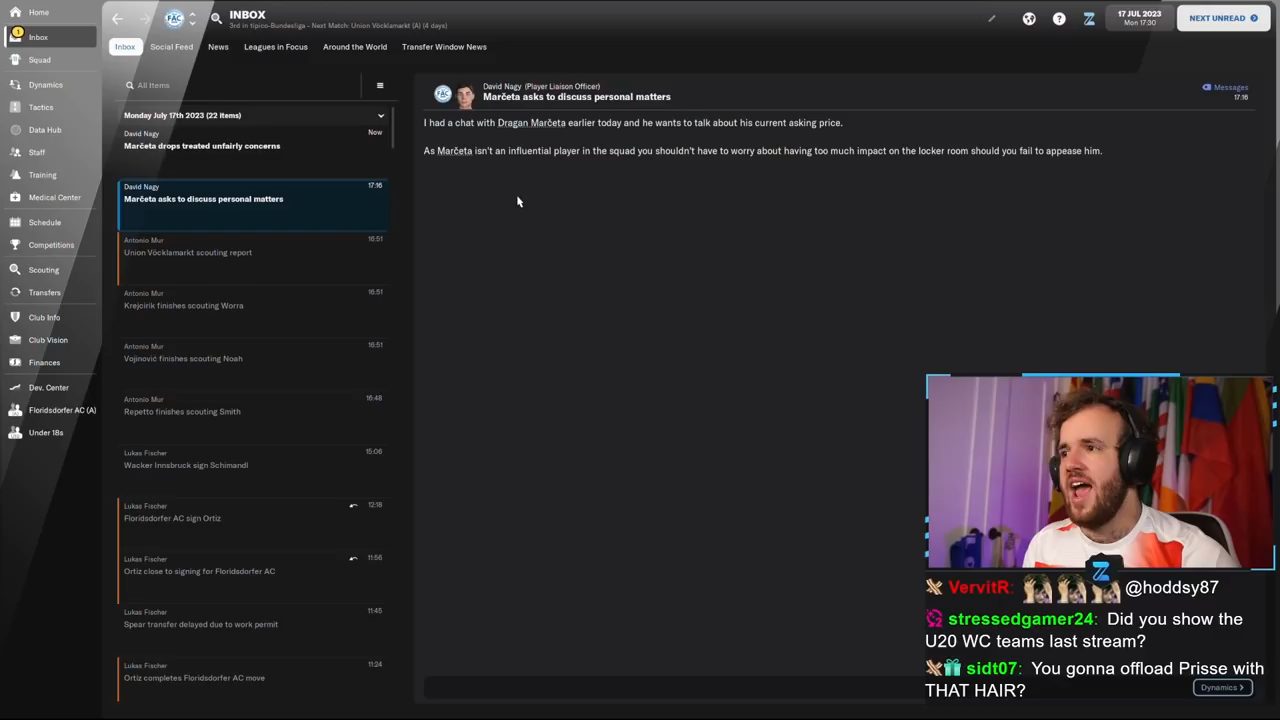 Home
Inbox
1
Squad
Dynamics
Tactics
Data Hub
Staff
Training
Medical Center
Schedule
Competitions
Scouting
Transfers
Club Info
Club Vision
Finances
Dev. Center
Floridsdorfer AC (A)
Under 18s
FAC
INBOX
3rd in tipico-Bundesliga - Next Match: Union Vöcklamarkt (A) (4 days)
17 JUL 2023
Mon 17:30
NEXT UNREAD
Inbox
Social Feed
News
Leagues in Focus
Around the World
Transfer Window News
All Items
Monday July 17th 2023 (22 items)
David Nagy
Now
Marčeta drops treated unfairly concerns
David Nagy
17:16
Marčeta asks to discuss personal matters
Antonio Mur
16:51
Union Vöcklamarkt scouting report
Antonio Mur
16:51
Krejcirik finishes scouting Worra
Antonio Mur
16:51
Vojinović finishes scouting Noah
Antonio Mur
16:48
Repetto finishes scouting Smith
Lukas Fischer
15:06
Wacker Innsbruck sign Schimandl
Lukas Fischer
12:18
Floridsdorfer AC sign Ortiz
Lukas Fischer
11:56
Ortiz close to signing for Floridsdorfer AC
Lukas Fischer
11:45
Spear transfer delayed due to work permit
Lukas Fischer
11:24
Ortiz completes Floridsdorfer AC move
FAC
David Nagy (Player Liaison Officer)
Marčeta asks to discuss personal matters
Messages
17:16
I had a chat with Dragan Marčeta earlier today and he wants to talk about his current asking price.
As Marčeta isn't an influential player in the squad you shouldn't have to worry about having too much impact on the locker room should you fail to appease him.
VervitR: @hoddsy87
stressedgamer24: Did you show the
U20 WC teams last stream?
sidt07: You gonna offload Prisse with
THAT HAIR?
Dynamics